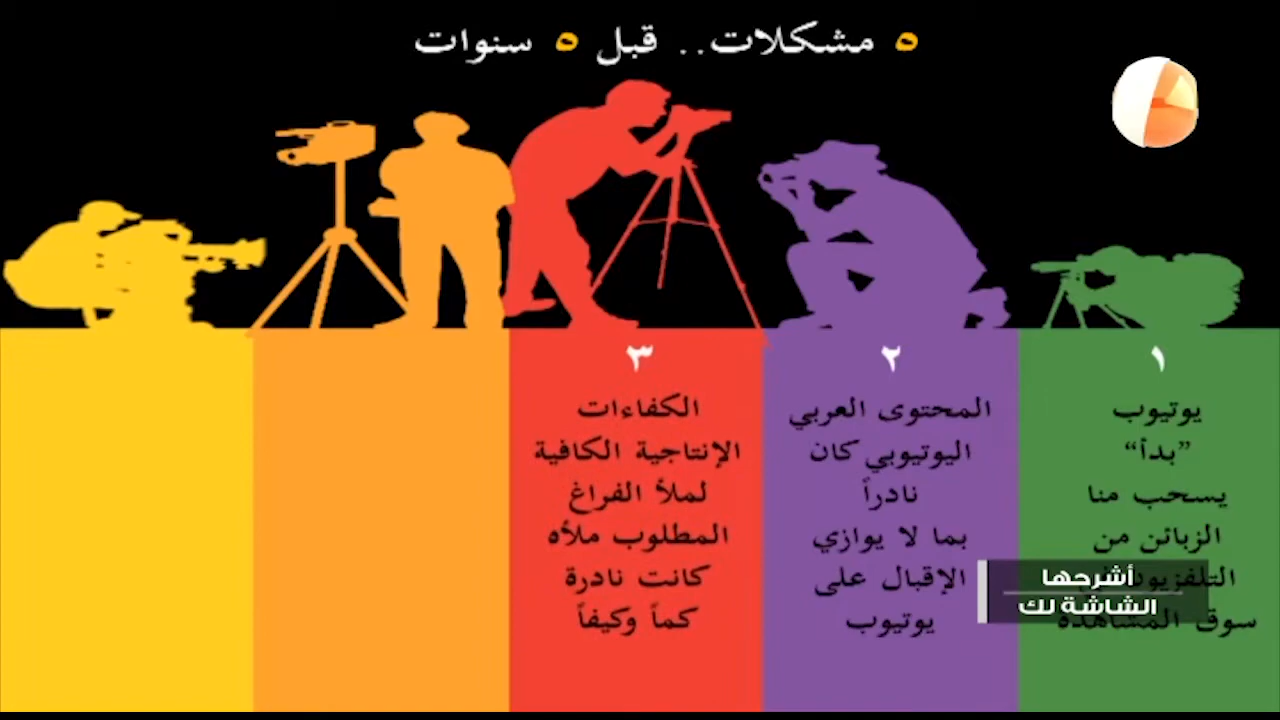 ٥ مشكلات.. قبل ٥ سنوات
١
يوتيوب
”بدأ“
يسحب منا
الزبائن من
سوق المشاهدة
٢
المحتوى العربي
اليوتيوبي كان
نادراً
بما لا يوازي
الإقبال على
يوتيوب
٣
الكفاءات
الإنتاجية الكافية
لملأ الفراغ
المطلوب ملأه
كانت نادرة
كماً وكيفاً
أشرحها
الشاشة لك